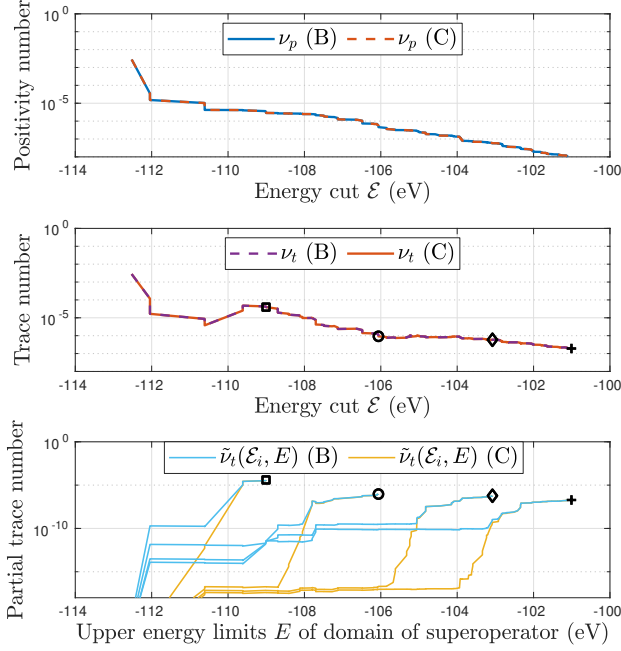 Positivity number
10^0
10^-5
ν_p (B) ν_p (C)
-114 -112 -110 -108 -106 -104 -102 -100
Energy cut ℰ (eV)
Trace number
10^0
10^-5
ν_t (B) ν_t (C)
-114 -112 -110 -108 -106 -104 -102 -100
Energy cut ℰ (eV)
Partial trace number
10^0
10^-10
ν̃_t(ℰ_i, E) (B) ν̃_t(ℰ_i, E) (C)
-114 -112 -110 -108 -106 -104 -102 -100
Upper energy limits E of domain of superoperator (eV)